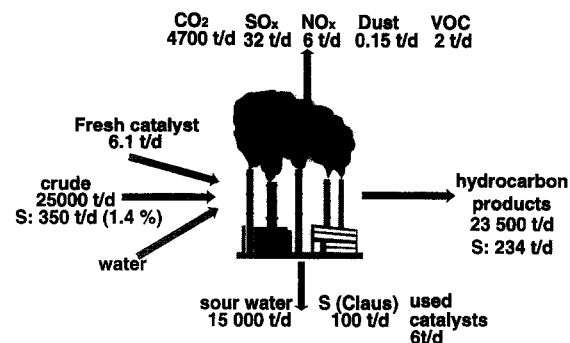 CO₂ SOₓ NOₓ Dust VOC
4700 t/d 32 t/d 6 t/d 0.15 t/d 2 t/d
Fresh catalyst
6.1 t/d
crude
25000 t/d
S: 350 t/d (1.4 %)
water
hydrocarbon
products
23 500 t/d
S: 234 t/d
sour water S (Claus) used
15 000 t/d 100 t/d catalysts
6t/d